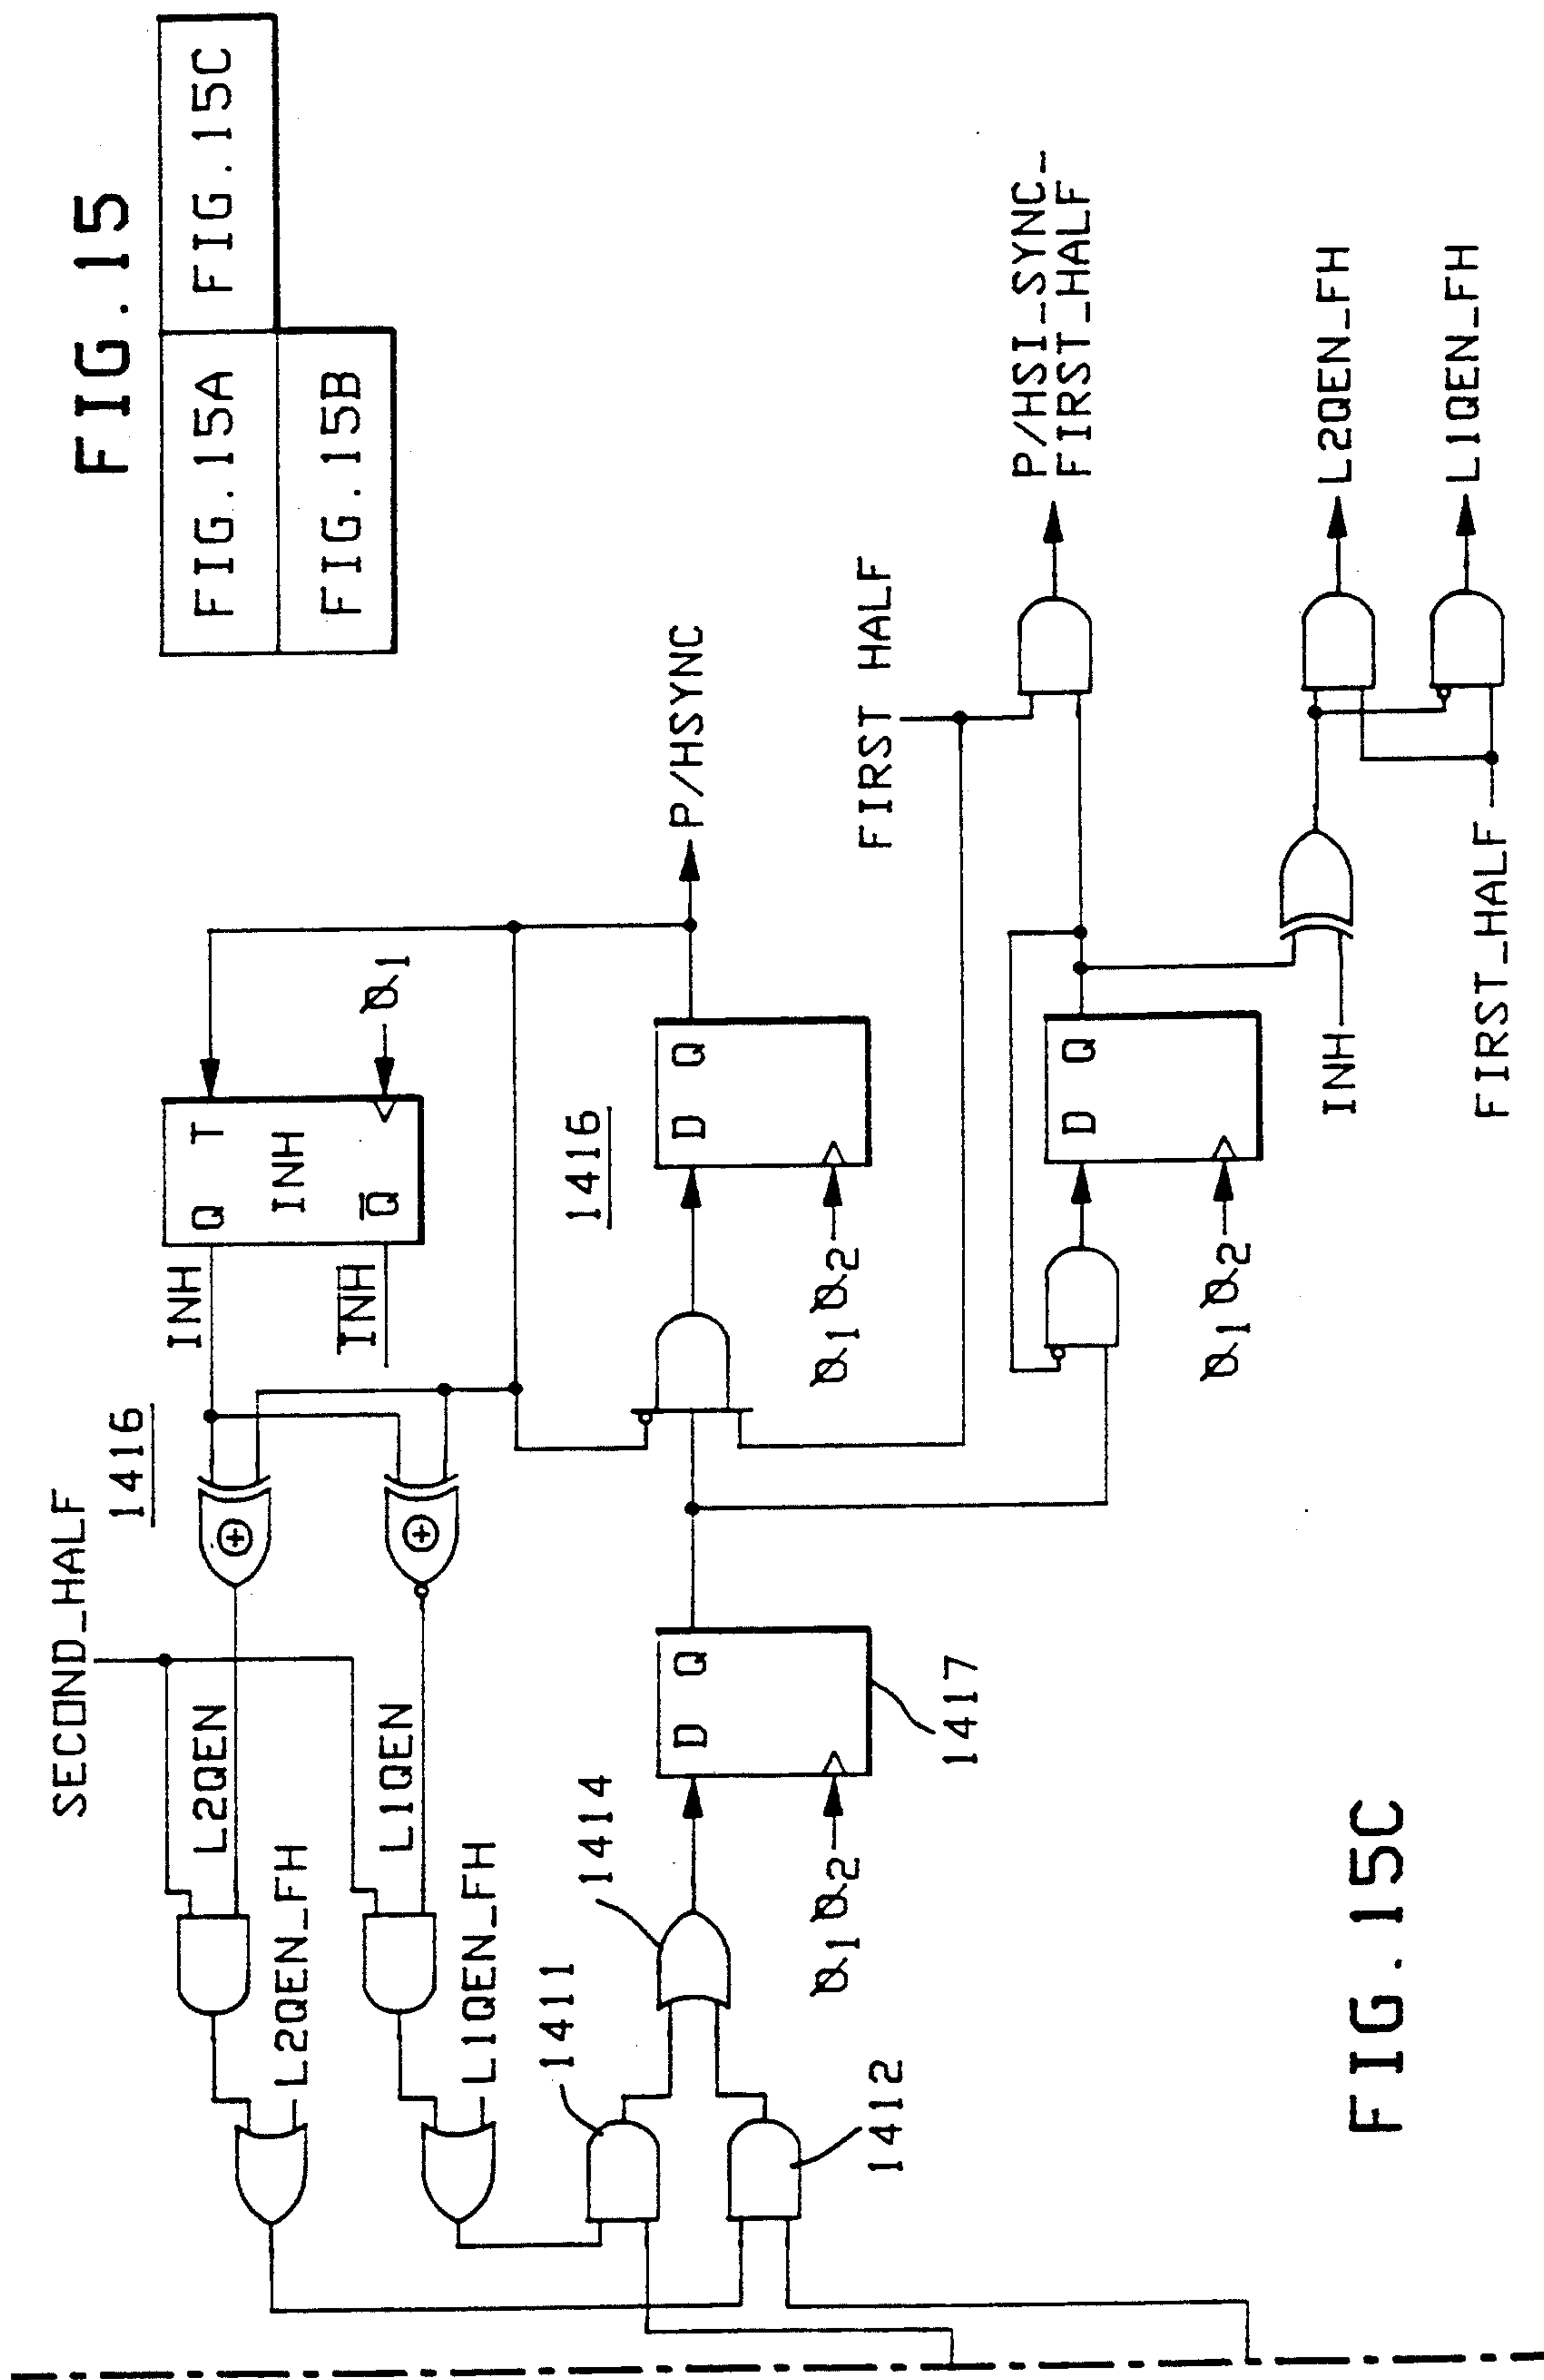 FIG.15
FIG.15A
FIG.15C
FIG.15B
SECOND_HALF
1416
INH
Q T
INH
Q̅
I̅N̅H̅
Ø1
L2QEN
L2QEN_FH
L1QEN
L1QEN_FH
1411
1412
1414
D Q
Ø1Ø2
1417
1416
D Q
Ø1Ø2
P/HSYNC
FIRST HALF
P/HSI_SYNC_
FIRST_HALF
D Q
Ø1Ø2
INH
FIRST_HALF
L2QEN_FH
L1QEN_FH
FIG.15C